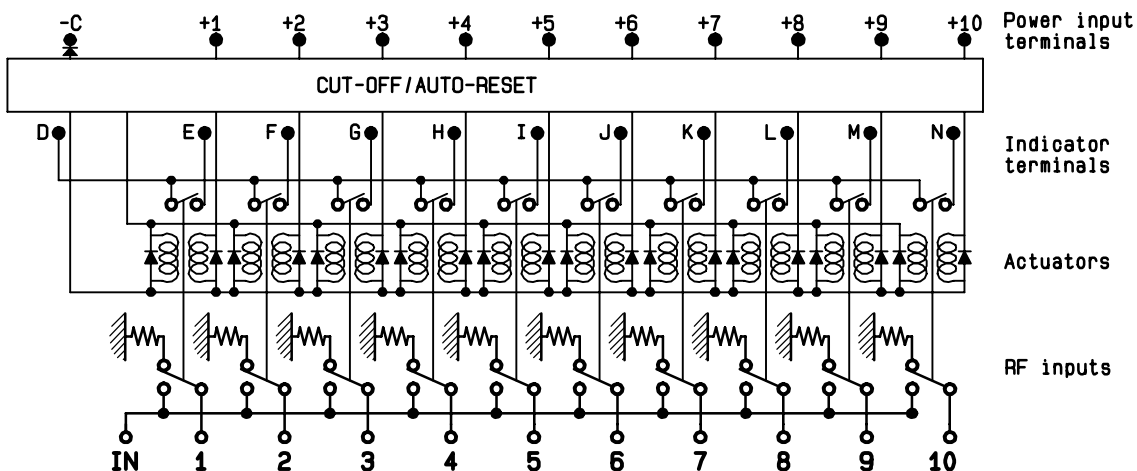 -C +1 +2 +3 +4 +5 +6 +7 +8 +9 +10 Power input
terminals
CUT-OFF/AUTO-RESET
D E F G H I J K L M N Indicator
terminals
Actuators
RF inputs
IN 1 2 3 4 5 6 7 8 9 10